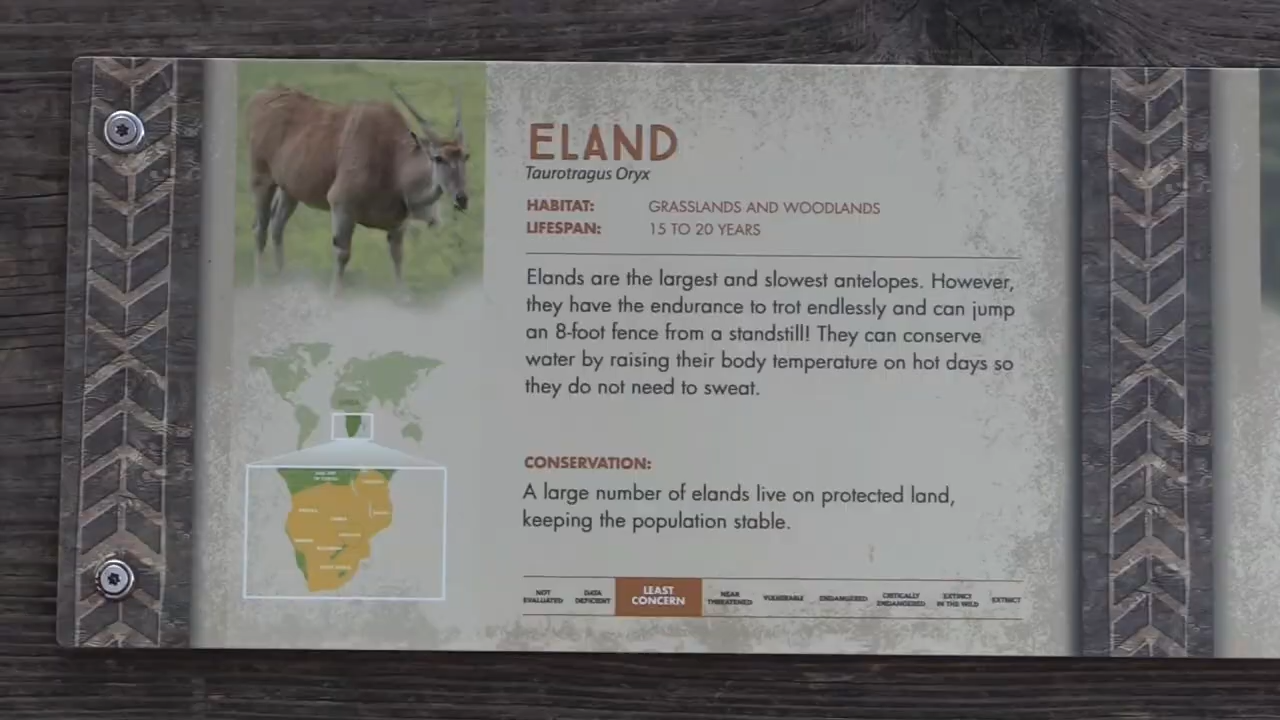 ELAND
Taurotragus Oryx
HABITAT: GRASSLANDS AND WOODLANDS
LIFESPAN: 15 TO 20 YEARS
Elands are the largest and slowest antelopes. However,
they have the endurance to trot endlessly and can jump
an 8-foot fence from a standstill! They can conserve
water by raising their body temperature on hot days so
they do not need to sweat.
CONSERVATION:
A large number of elands live on protected land,
keeping the population stable.
NOT EVALUATED
DATA DEFICIENT
LEAST CONCERN
NEAR THREATENED
VULNERABLE
ENDANGERED
CRITICALLY ENDANGERED
EXTINCT IN THE WILD
EXTINCT